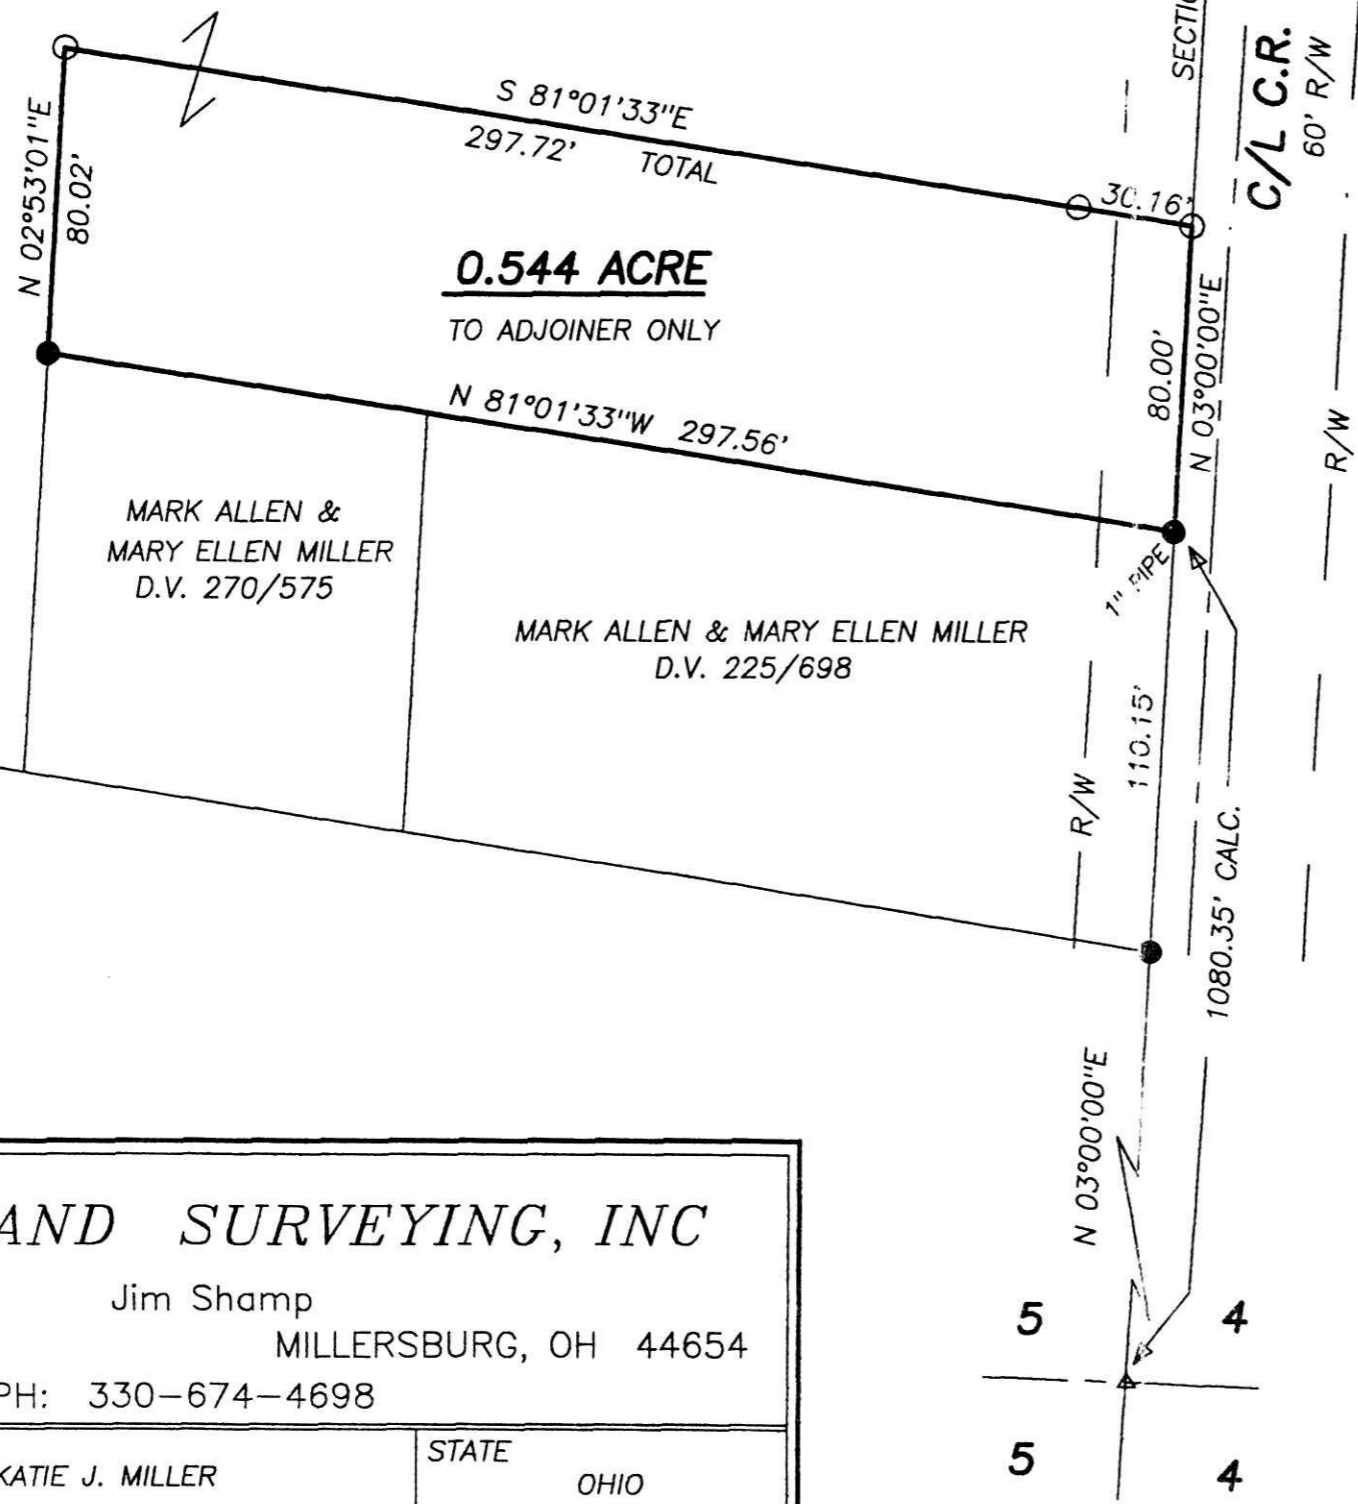 SECTIO
C/L C.R.
60' R/W
S 81°01'33"E
297.72' TOTAL
30.16'
N 02°53'01"E
80.02'
0.544 ACRE
TO ADJOINER ONLY
80.00'
N 03°00'00"E
R/W
N 81°01'33"W 297.56'
MARK ALLEN &
MARY ELLEN MILLER
D.V. 270/575
1" PIPE
MARK ALLEN & MARY ELLEN MILLER
D.V. 225/698
110.15'
R/W
1080.35' CALC.
N 03°00'00"E
AND SURVEYING, INC
Jim Shamp
MILLERSBURG, OH 44654
PH: 330-674-4698
KATIE J. MILLER
STATE
OHIO
5 4
5 4